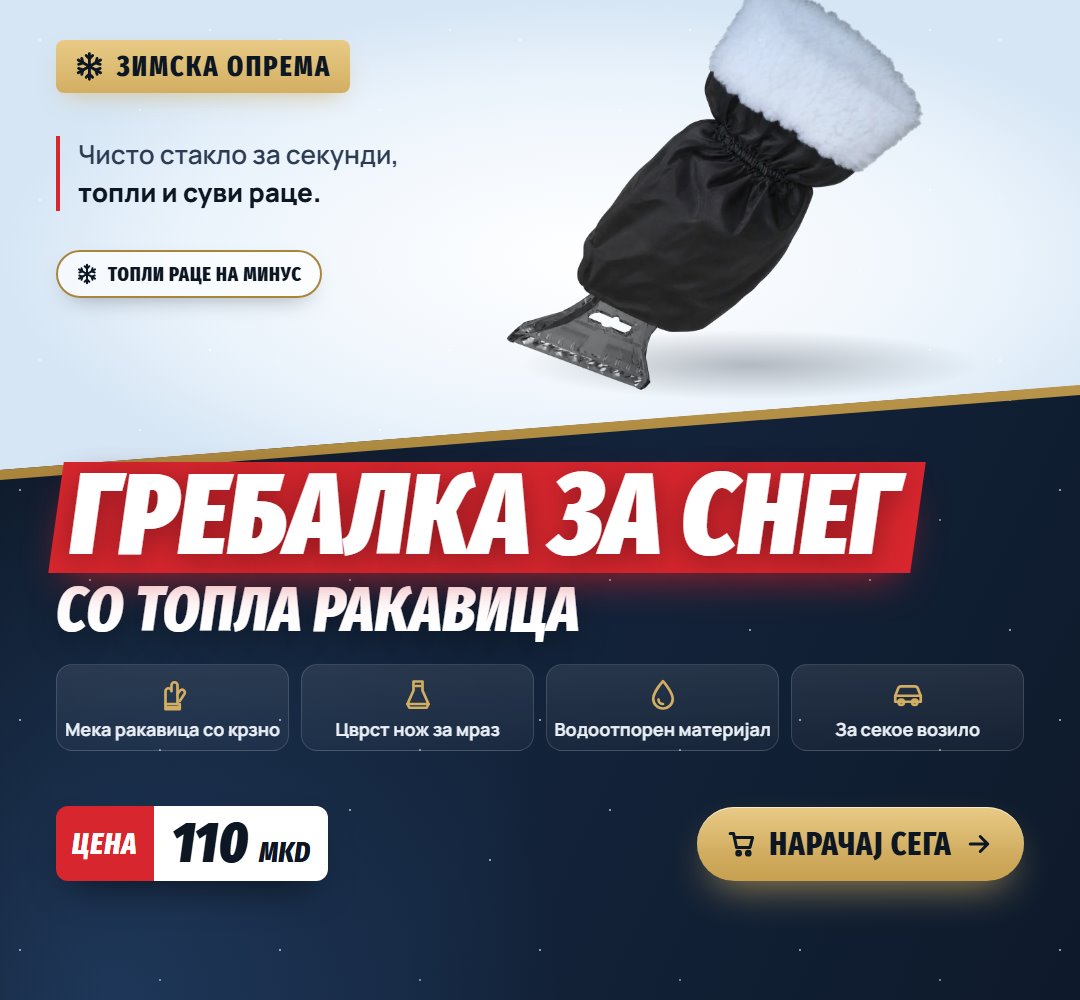 ЗИМСКА ОПРЕМА
Чисто стакло за секунди,
топли и суви раце.
ТОПЛИ РАЦЕ НА МИНУС
ГРЕБАЛКА ЗА СНЕГ
СО ТОПЛА РАКАВИЦА
Мека ракавица со крзно
Цврст нож за мраз
Водоотпорен материјал
За секое возило
ЦЕНА 110 MKD
НАРАЧАЈ СЕГА →